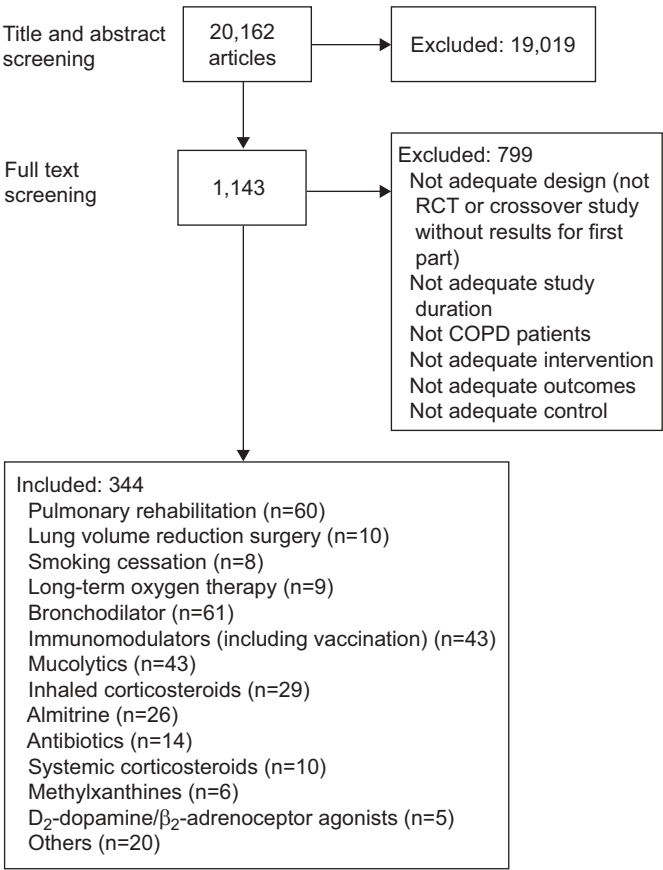 Title and abstract
screening
20,162
articles
Excluded: 19,019
Full text
screening
1,143
Excluded: 799
Not adequate design (not
RCT or crossover study
without results for first
part)
Not adequate study
duration
Not COPD patients
Not adequate intervention
Not adequate outcomes
Not adequate control
Included: 344
Pulmonary rehabilitation (n=60)
Lung volume reduction surgery (n=10)
Smoking cessation (n=8)
Long-term oxygen therapy (n=9)
Bronchodilator (n=61)
Immunomodulators (including vaccination) (n=43)
Mucolytics (n=43)
Inhaled corticosteroids (n=29)
Almitrine (n=26)
Antibiotics (n=14)
Systemic corticosteroids (n=10)
Methylxanthines (n=6)
D₂-dopamine/β₂-adrenoceptor agonists (n=5)
Others (n=20)